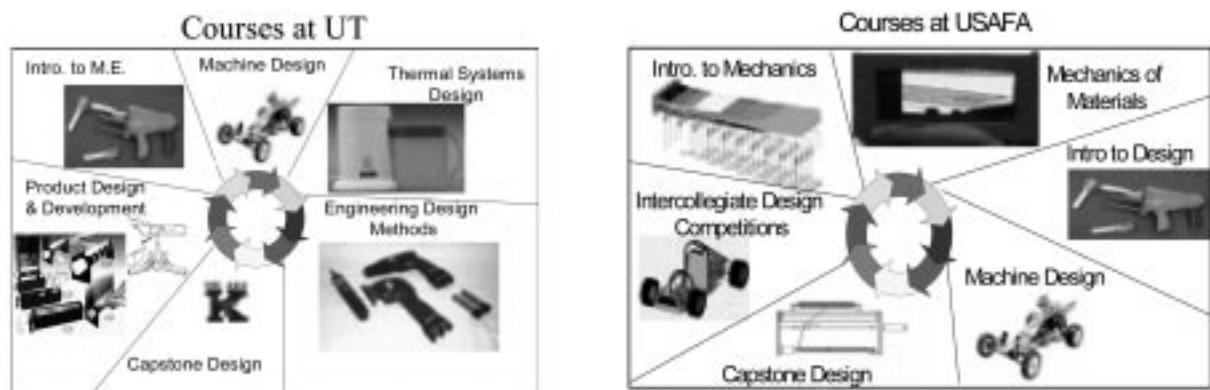 Courses at UT
Intro. to M.E.
Machine Design
Thermal Systems
Design
Product Design
& Development
Engineering Design
Methods
K
Capstone Design
Courses at USAFA
Intro. to Mechanics
Mechanics of
Materials
Intro to Design
Intercollegiate Design
Competitions
Machine Design
Capstone Design